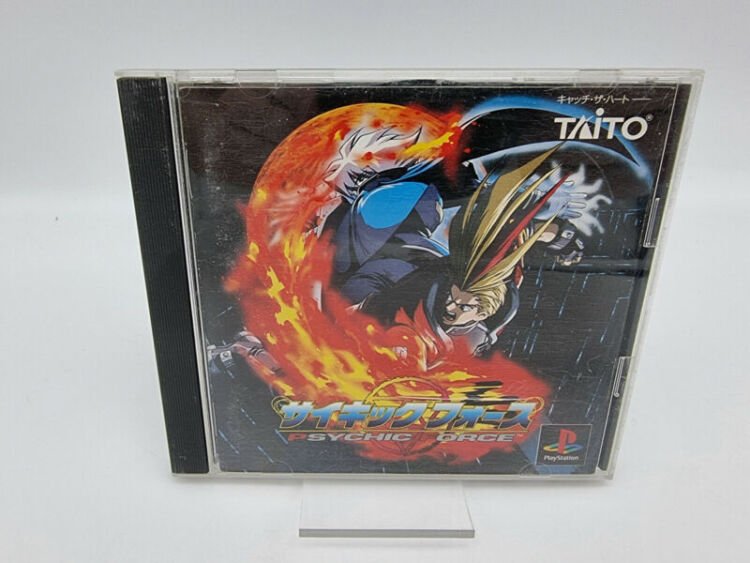 キャッチ・ザ・ハート
TAITO®
サイキックフォース
PSYCHIC FORCE
PlayStation